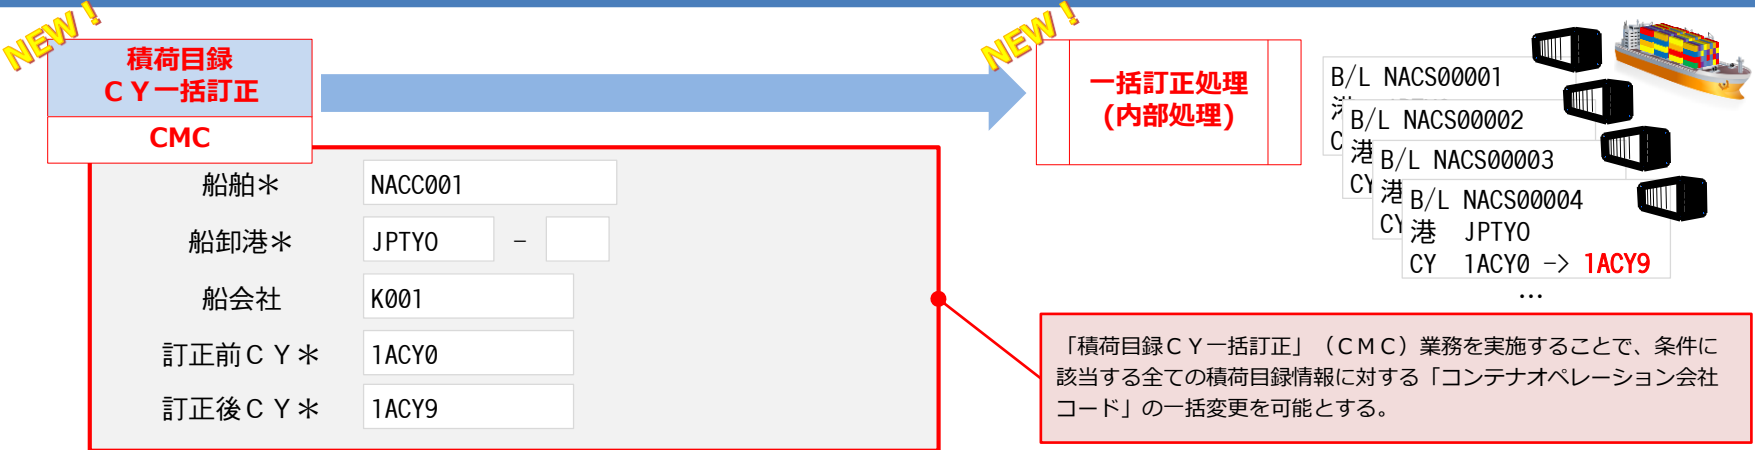 NEW!
積荷目録
ＣＹ一括訂正
CMC
船舶＊ NACC001
船卸港＊ JPTYO -
船会社 K001
訂正前ＣＹ＊ 1ACY0
訂正後ＣＹ＊ 1ACY9
NEW!
一括訂正処理
(内部処理)
B/L NACS00001
港
C
B/L NACS00002
港
CY
B/L NACS00003
港
CY
B/L NACS00004
港 JPTYO
CY 1ACY0 -> 1ACY9
…
「積荷目録ＣＹ一括訂正」（ＣＭＣ）業務を実施することで、条件に
該当する全ての積荷目録情報に対する「コンテナオペレーション会社
コード」の一括変更を可能とする。